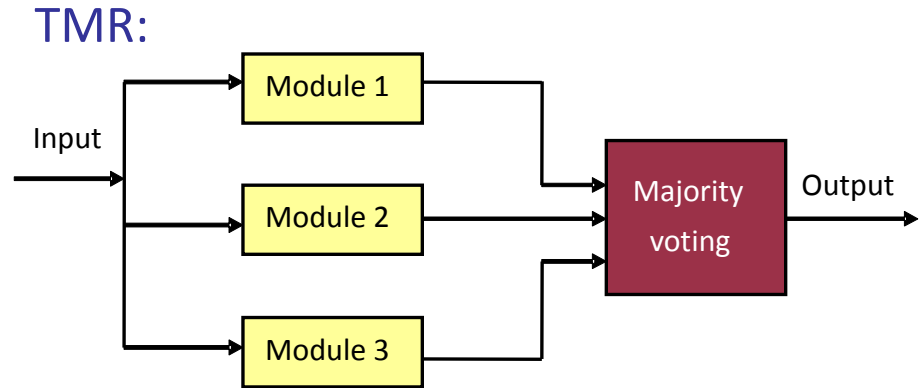 TMR:
Module 1
Input
Module 2
Majority
voting
Output
Module 3